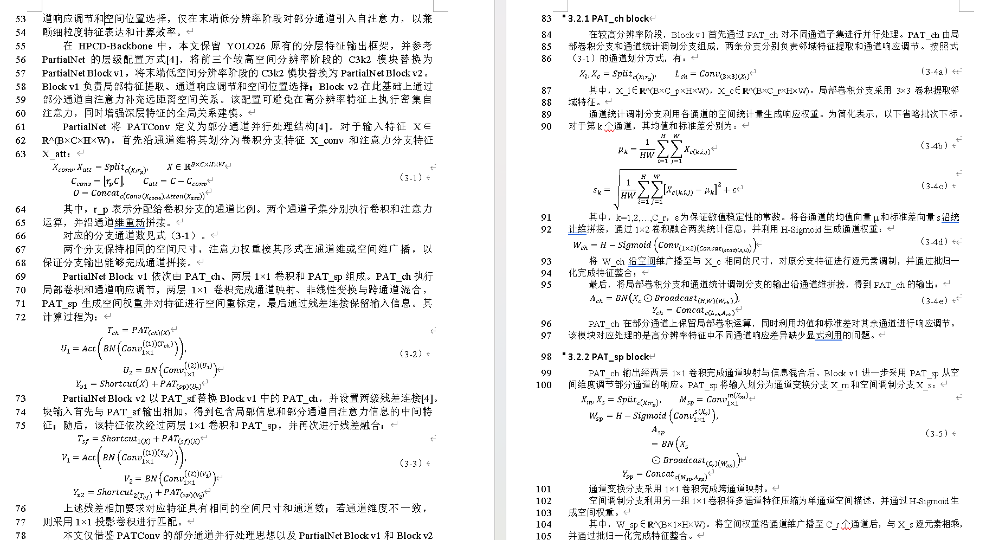 53 道响应调节和空间位置选择，仅在末端低分辨率阶段对部分通道引入自注意力，以兼
54 顾细粒度特征表达和计算效率。
55 在 HPCD-Backbone 中，本文保留 YOLO26 原有的分层特征输出框架，并参考
56 PartialNet 的层级配置方式[4]，将前三个较高空间分辨率阶段的 C3k2 模块替换为
57 PartialNet Block v1，将末端低空间分辨率阶段的 C3k2 模块替换为 PartialNet Block v2。
58 Block v1 负责局部特征提取、通道响应调节和空间位置选择；Block v2 在此基础上通过
59 部分通道自注意力补充远距离空间关系。该配置可避免在高分辨率特征上执行密集自
60 注意力，同时增强深层特征的全局关系建模。
61 PartialNet 将 PATConv 定义为部分通道并行处理结构[4]。对于输入特征 X∈
62 R^(B×C×H×W)，首先沿通道维将其划分为卷积分支特征 X_conv 和注意力分支特征
63 X_att：
X_{conv}, X_{att} = Split_{c(X;r_p)}, X ∈ ℝ^{B×C×H×W}
C_{conv} = ⌊r_pC⌋, C_{att} = C − C_{conv} （3-1）
O = Concat_{c(Conv(X_{conv}),Atten(X_{att}))}
64 其中，r_p 表示分配给卷积分支的通道比例。两个通道子集分别执行卷积和注意力
65 运算，并沿通道维重新拼接。
66 对应的分支通道数见式（3-1）。
67 两个分支保持相同的空间尺寸，注意力权重按其形式在通道维或空间维广播，以
68 保证分支输出能够完成通道拼接。
69 PartialNet Block v1 依次由 PAT_ch、两层 1×1 卷积和 PAT_sp 组成。PAT_ch 执行
70 局部卷积和通道响应调节，两层 1×1 卷积完成通道映射、非线性变换与跨通道混合，
71 PAT_sp 生成空间权重并对特征进行空间重标定，最后通过残差连接保留输入信息。其
72 计算过程为：
T_{ch} = PAT_{(ch)(X)}
U_1 = Act(BN(Conv_{1×1}^{((1))(T_{ch})})),
（3-2）
U_2 = BN(Conv_{1×1}^{((2))(U_1)})
Y_{v1} = Shortcut(X) + PAT_{(sp)(U_2)}
73 PartialNet Block v2 以 PAT_sf 替换 Block v1 中的 PAT_ch，并设置两级残差连接[4]。
74 块输入首先与 PAT_sf 输出相加，得到包含局部信息和部分通道自注意力信息的中间特
75 征；随后，该特征依次经过两层 1×1 卷积和 PAT_sp，并再次进行残差融合：
T_{sf} = Shortcut_{1(X)} + PAT_{(sf)(X)}
V_1 = Act(BN(Conv_{1×1}^{((1))(T_{sf})})),
（3-3）
V_2 = BN(Conv_{1×1}^{((2))(V_1)})
Y_{v2} = Shortcut_{2(T_{sf})} + PAT_{(sp)(V_2)}
76 上述残差相加要求对应特征具有相同的空间尺寸和通道数；若通道维度不一致，
77 则采用 1×1 投影卷积进行匹配。
78 本文仅借鉴 PATConv 的部分通道并行处理思想以及 PartialNet Block v1 和 Block v2
83 3.2.1 PAT_ch block
84 在较高分辨率阶段，Block v1 首先通过 PAT_ch 对不同通道子集进行并行处理。PAT_ch 由局
85 部卷积分支和通道统计调制分支组成，两条分支分别负责邻域特征提取和通道响应调节。按照式
86 （3-1）的通道划分方式，有：
X_l, X_c = Split_{c(X;r_p)}, L_{ch} = Conv_{(3×3)(X_l)} （3-4a）
87 其中，X_l∈ℝ^(B×C_p×H×W)，X_c∈ℝ^(B×C_r×H×W)。局部卷积分支采用 3×3 卷积提取邻
88 域特征。
89 通道统计调制分支利用各通道的空间统计量生成响应权重。为简化表示，以下省略批次下标。
90 对于第 k 个通道，其均值和标准差分别为：
μ_k = \frac{1}{HW} \sum_{i=1}^{H} \sum_{j=1}^{W} X_{c(k,i,j)} （3-4b）
s_k = \sqrt{\frac{1}{HW} \sum_{i=1}^{H} \sum_{j=1}^{W} [X_{c(k,i,j)} − μ_k]^2 + ε} （3-4c）
91 其中，k=1,2,…,C_r，ε 为保证数值稳定性的常数。将各通道的均值向量 μ 和标准差向量 s 沿统
92 计维拼接，通过 1×2 卷积融合两类统计信息，并利用 H-Sigmoid 生成通道权重：
W_{ch} = H − Sigmoid (Conv_{(1×2)(Concat_{(stat)(s,μ)})}) （3-4d）
93 将 W_ch 沿空间维广播至与 X_c 相同的尺寸，对原分支特征进行逐元素调制，并通过批归一
94 化完成特征整合；
95 最后，将局部卷积分支和通道统计调制分支的输出沿通道维拼接，得到 PAT_ch 的输出：
A_{ch} = BN(X_c ⊙ Broadcast_{(H,W)(W_{ch})}), （3-4e）
Y_{ch} = Concat_{c(L_{ch},A_{ch})}
96 PAT_ch 在部分通道上保留局部卷积运算，同时利用均值和标准差对其余通道进行响应调节。
97 该模块对应处理的是高分辨率特征中不同通道响应差异缺少显式利用的问题。
98 3.2.2 PAT_sp block
99 PAT_ch 输出经两层 1×1 卷积完成通道映射与信息混合后，Block v1 进一步采用 PAT_sp 从空
100 间维度调节部分通道的响应。PAT_sp 将输入划分为通道变换分支 X_m 和空间调制分支 X_s：
X_m, X_s = Split_{c(X;r_p)}, M_{sp} = Conv_{1×1}^{m(X_m)}
W_{sp} = H − Sigmoid (Conv_{1×1}^{s(X_s)}),
A_{sp}
（3-5）
= BN(X_s
⊙ Broadcast_{(C_r)(W_{sp})})
Y_{sp} = Concat_{c(M_{sp},A_{sp})}
101 通道变换分支采用 1×1 卷积完成跨通道映射。
102 空间调制分支利用另一组 1×1 卷积将多通道特征压缩为单通道空间描述，并通过 H-Sigmoid 生
103 成空间权重。
104 其中，W_sp∈ℝ^(B×1×H×W)。将空间权重沿通道维广播至 C_r 个通道后，与 X_s 逐元素相乘，
105 并通过批归一化完成特征整合。